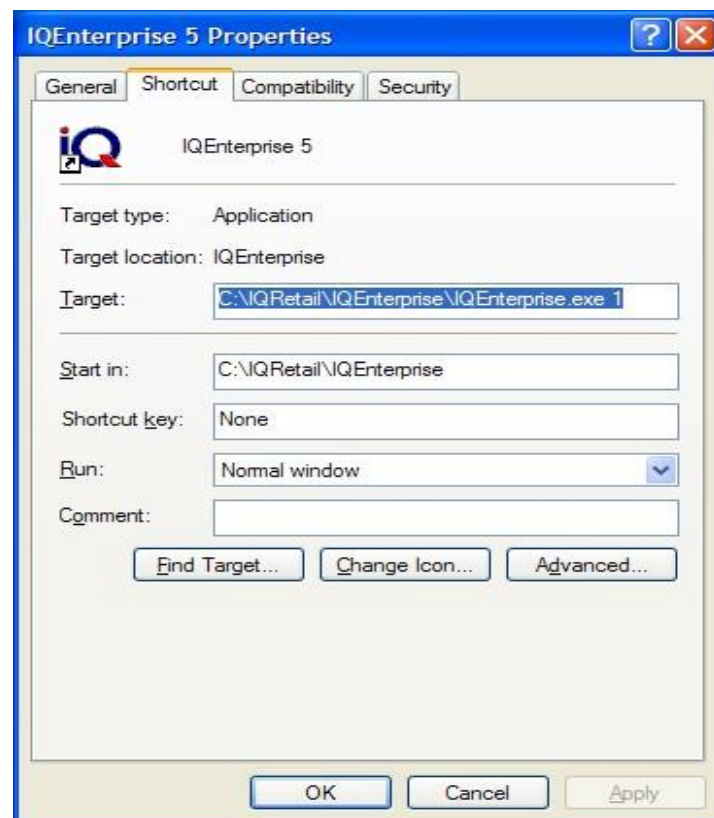 IQEnterprise 5 Properties
General Shortcut Compatibility Security
iQ IQEnterprise 5
Target type: Application
Target location: IQEnterprise
Target: C:\IQRetail\IQEnterprise\IQEnterprise.exe 1
Start in: C:\IQRetail\IQEnterprise
Shortcut key: None
Run: Normal window
Comment:
Find Target... Change Icon... Advanced...
OK Cancel Apply